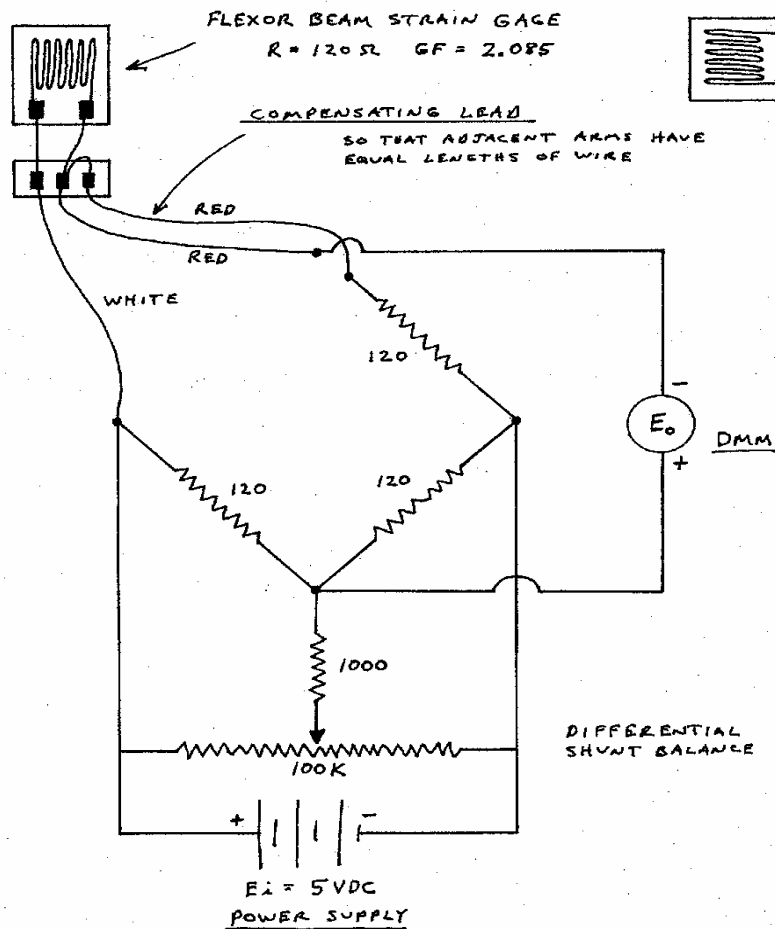 FLEXOR BEAM STRAIN GAGE
R = 120 Ω GF = 2.085
COMPENSATING LEAD
SO THAT ADJACENT ARMS HAVE
EQUAL LENGTHS OF WIRE
RED
RED
WHITE
120
-
E₀
DMM
+
120
120
1000
DIFFERENTIAL
SHUNT BALANCE
100K
+
-
Ei = 5 VDC
POWER SUPPLY